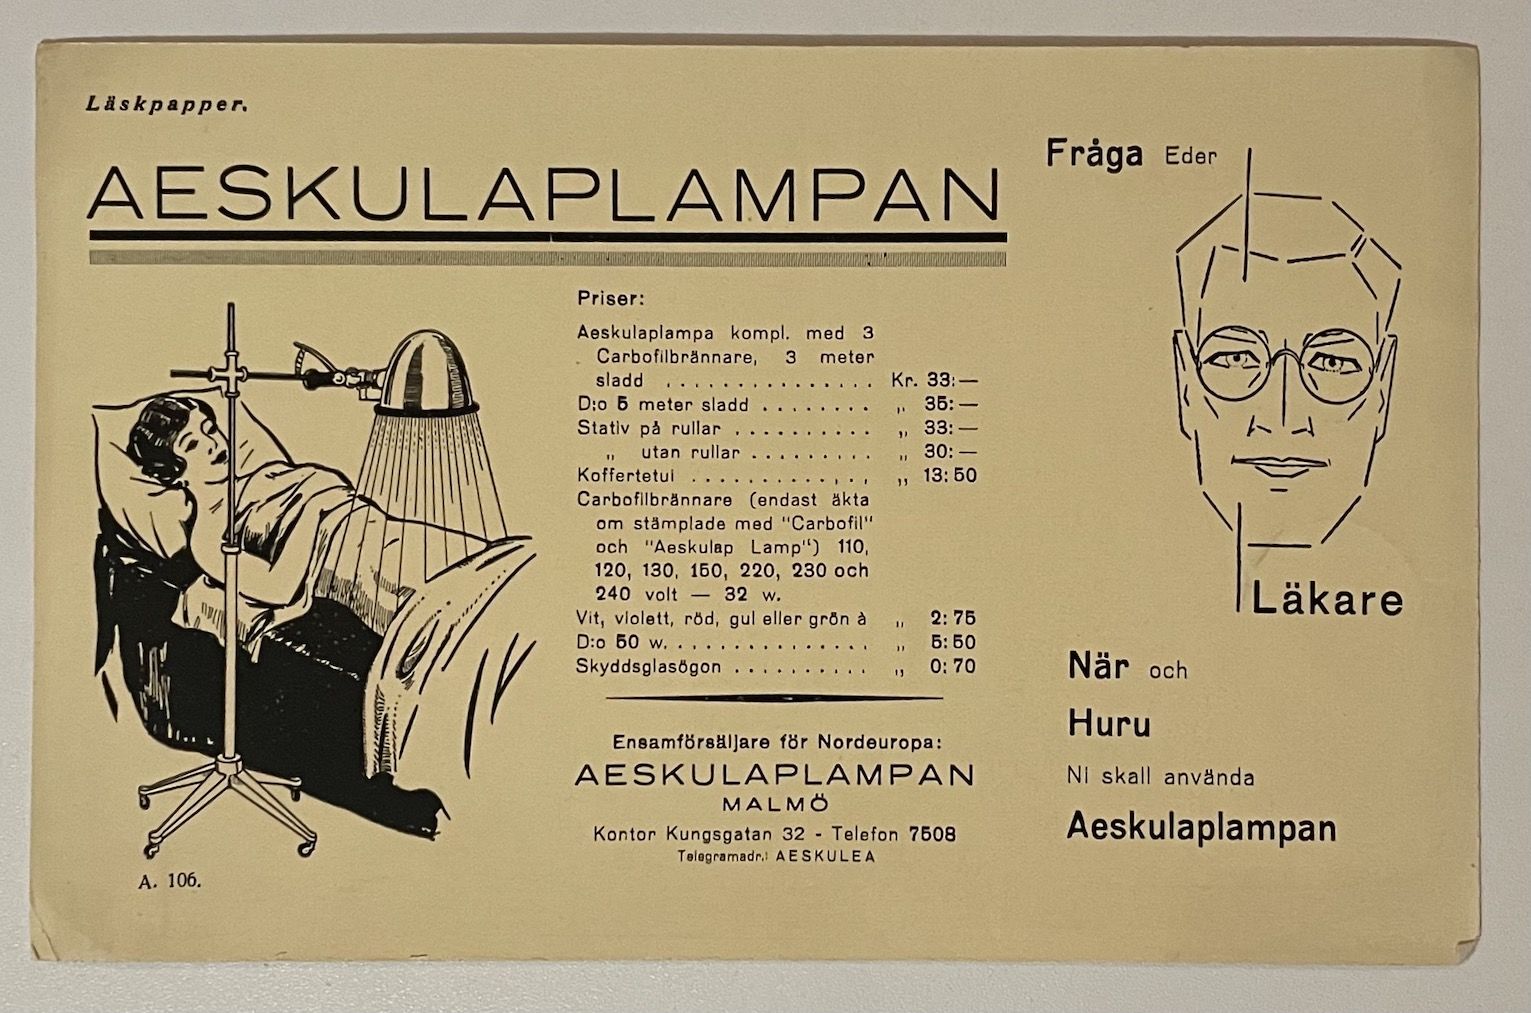 Läskpapper.
AESKULAPLAMPAN
Priser:
Aeskulaplampa kompl. med 3
Carbofilbrännare, 3 meter
sladd ............... Kr. 33:—
D:o 5 meter sladd ........ „ 35:—
Stativ på rullar .......... „ 33:—
„ utan rullar ......... „ 30:—
Koffertetui ............. „ 13:50
Carbofilbrännare (endast äkta
om stämplade med "Carbofil"
och "Aeskulap Lamp") 110,
120, 130, 150, 220, 230 och
240 volt — 32 w.
Vit, violett, röd, gul eller grön à „ 2:75
D:o 50 w. ............... „ 5:50
Skyddsglasögon .......... „ 0:70
Ensamförsäljare för Nordeuropa:
AESKULAPLAMPAN
MALMÖ
Kontor Kungsgatan 32 - Telefon 7508
Telegramadr.: AESKULEA
A. 106.
Fråga Eder
Läkare
När och
Huru
Ni skall använda
Aeskulaplampan